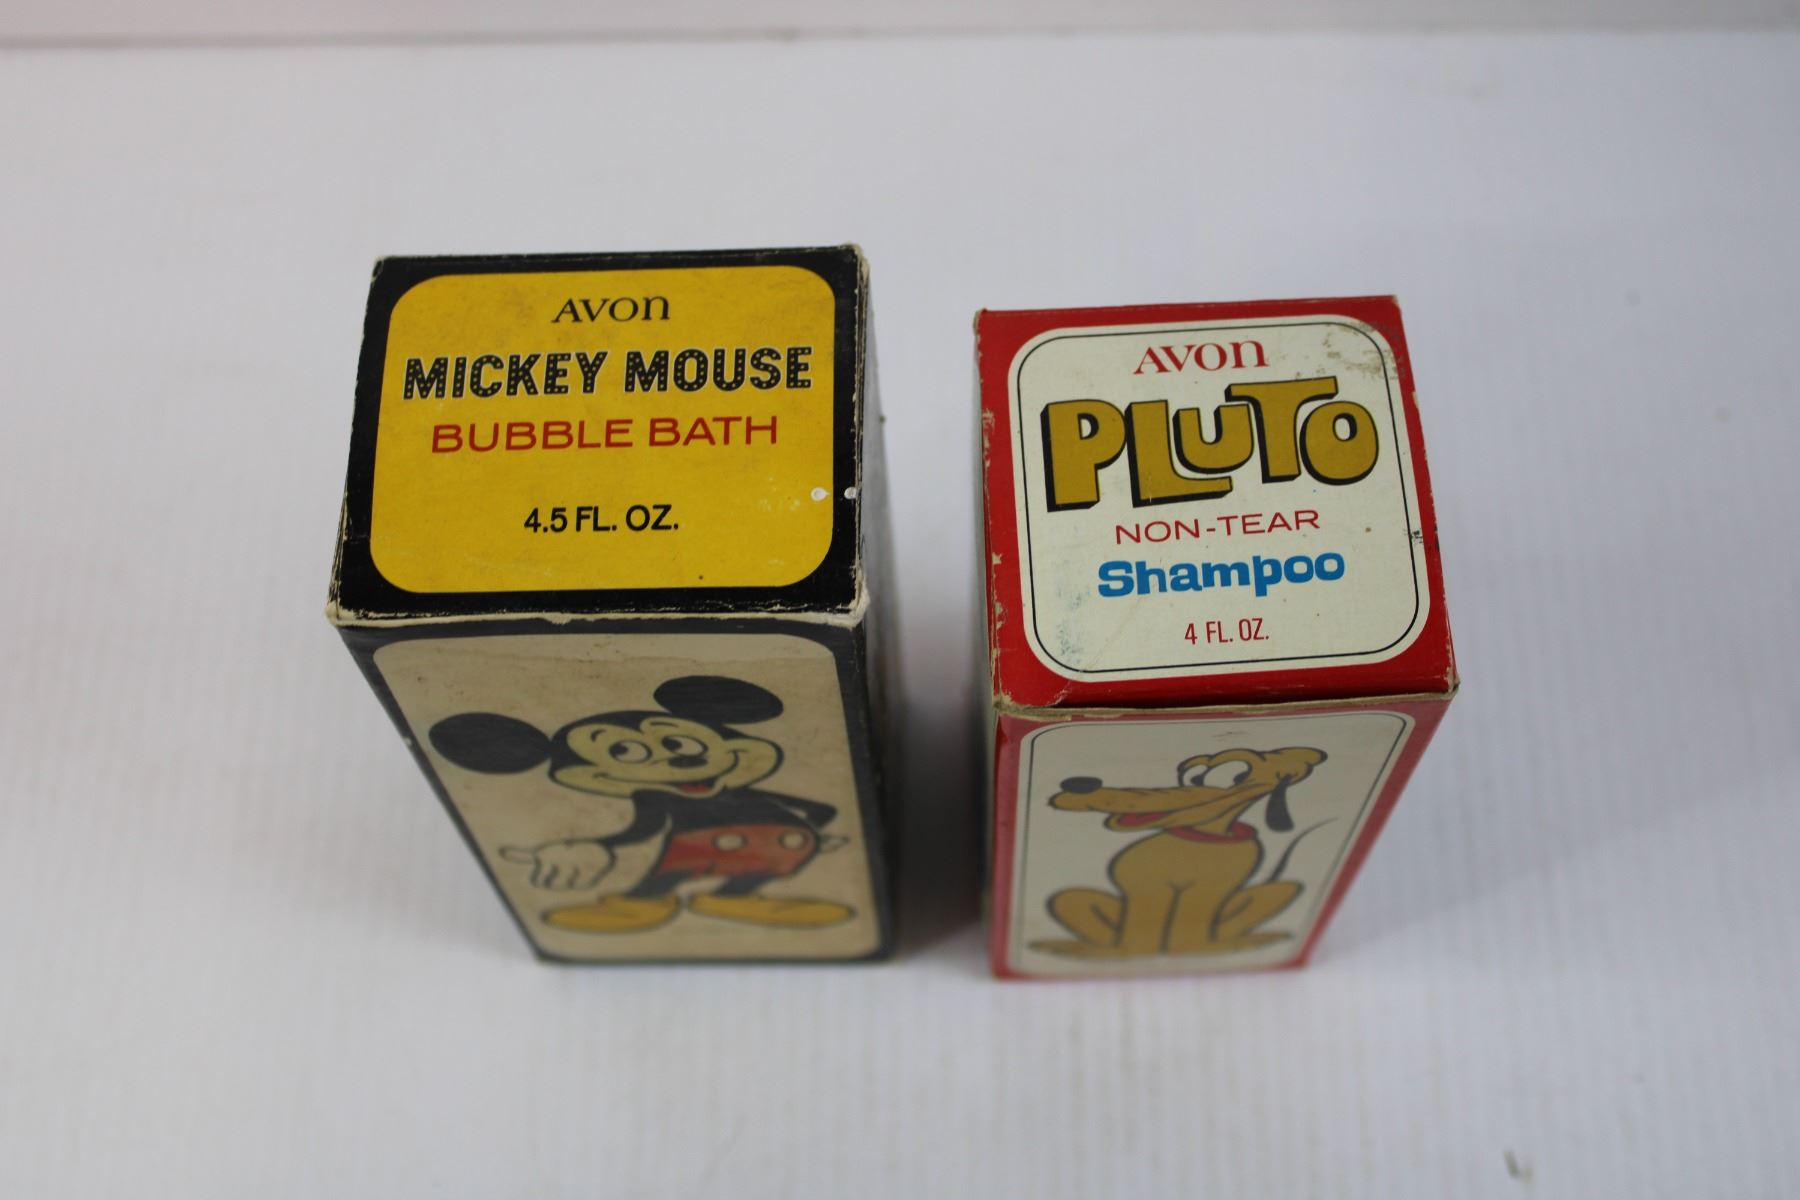 AVON
MICKEY MOUSE
BUBBLE BATH
4.5 FL. OZ.
AVON
PLUTO
NON-TEAR
Shampoo
4 FL. OZ.